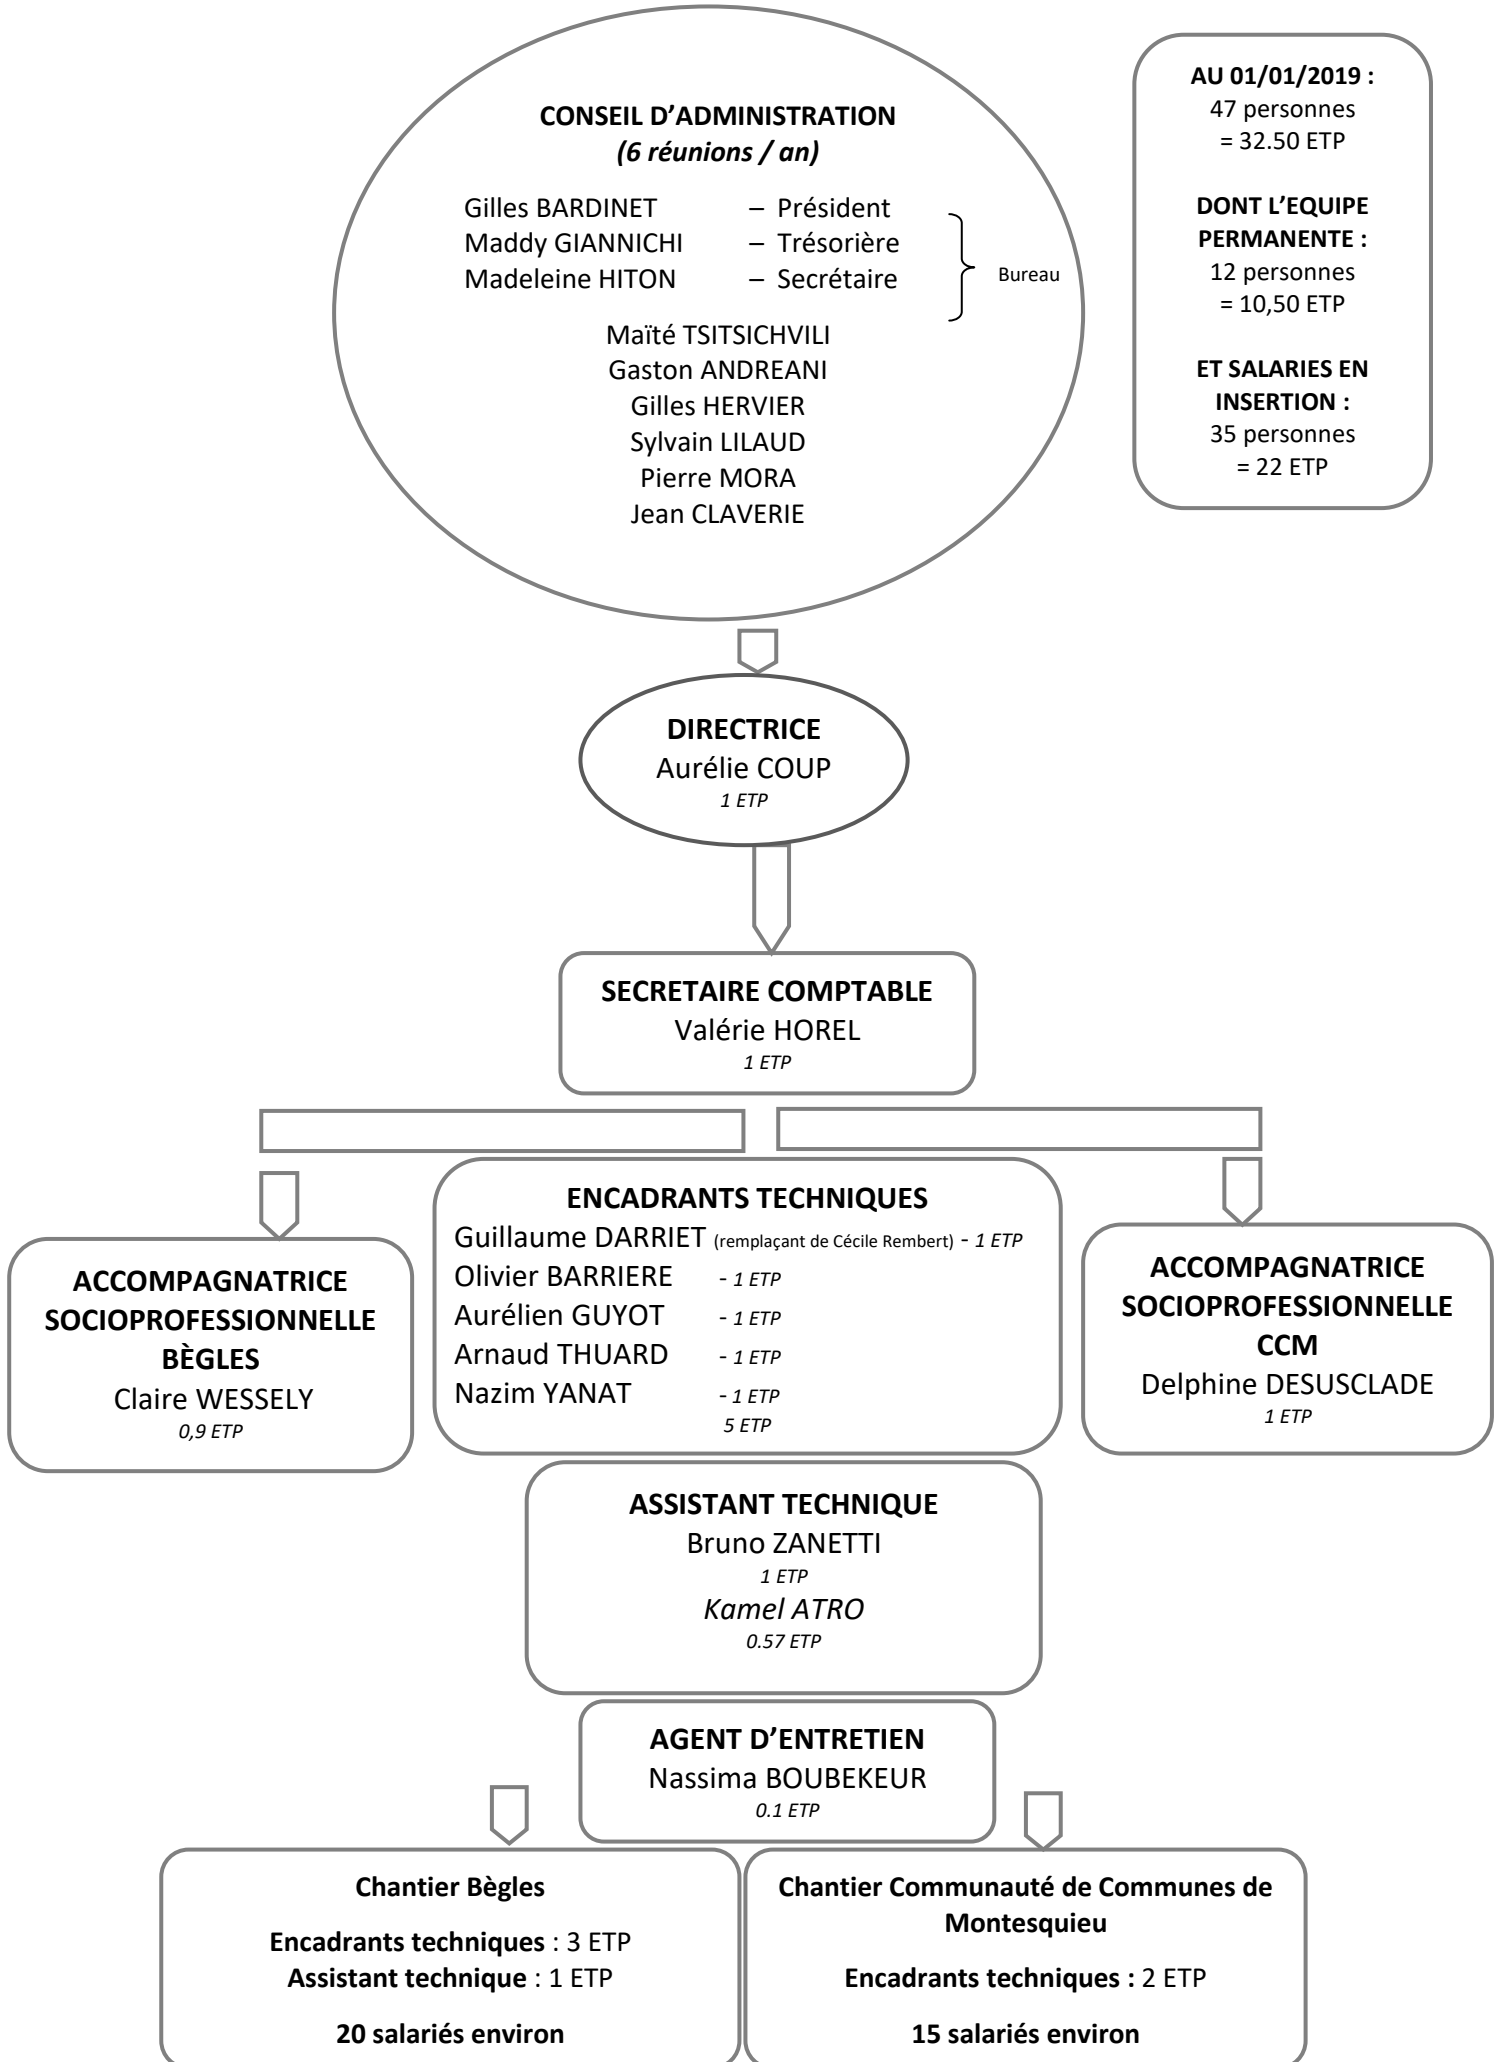 CONSEIL D’ADMINISTRATION
(6 réunions / an)
Gilles BARDINET – Président
Maddy GIANNICHI – Trésorière
Madeleine HITON – Secrétaire
Bureau
Maïté TSITSICHVILI
Gaston ANDREANI
Gilles HERVIER
Sylvain LILAUD
Pierre MORA
Jean CLAVERIE
AU 01/01/2019 :
47 personnes
= 32.50 ETP
DONT L’EQUIPE
PERMANENTE :
12 personnes
= 10,50 ETP
ET SALARIES EN
INSERTION :
35 personnes
= 22 ETP
DIRECTRICE
Aurélie COUP
1 ETP
SECRETAIRE COMPTABLE
Valérie HOREL
1 ETP
ACCOMPAGNATRICE
SOCIOPROFESSIONNELLE
BÈGLES
Claire WESSELY
0,9 ETP
ENCADRANTS TECHNIQUES
Guillaume DARRIET (remplaçant de Cécile Rembert) - 1 ETP
Olivier BARRIERE - 1 ETP
Aurélien GUYOT - 1 ETP
Arnaud THUARD - 1 ETP
Nazim YANAT - 1 ETP
5 ETP
ACCOMPAGNATRICE
SOCIOPROFESSIONNELLE
CCM
Delphine DESUSCLADE
1 ETP
ASSISTANT TECHNIQUE
Bruno ZANETTI
1 ETP
Kamel ATRO
0.57 ETP
AGENT D’ENTRETIEN
Nassima BOUBEKEUR
0.1 ETP
Chantier Bègles
Encadrants techniques : 3 ETP
Assistant technique : 1 ETP
20 salariés environ
Chantier Communauté de Communes de
Montesquieu
Encadrants techniques : 2 ETP
15 salariés environ